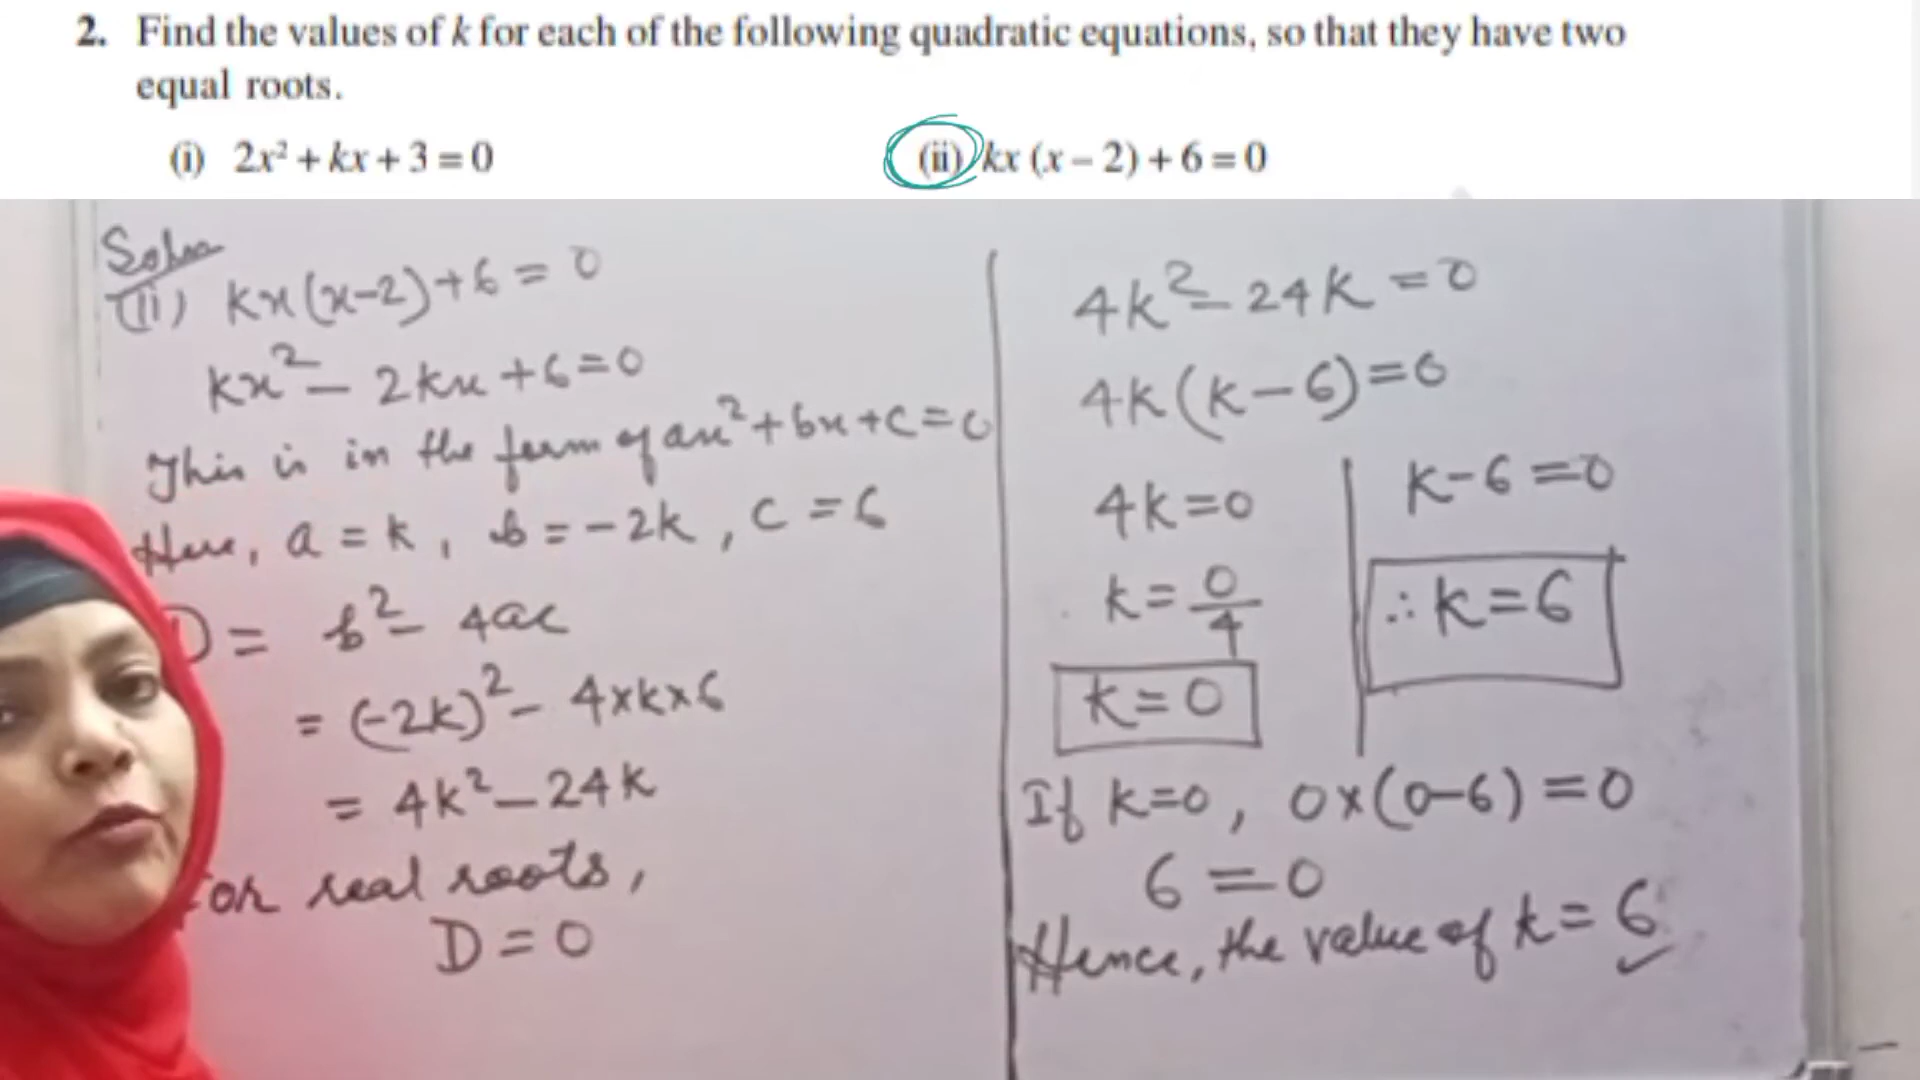 2. Find the values of k for each of the following quadratic equations, so that they have two
equal roots.
(i) 2x² + kx + 3 = 0
(ii) kx (x – 2) + 6 = 0
Soln
(ii) kx(x-2)+6 = 0
kx² - 2kx + 6 = 0
This is in the form of ax² + bx + c = 0
Here, a = k, b = -2k, c = 6
D = b² - 4ac
= (-2k)² - 4×k×6
= 4k² - 24k
For real roots,
D = 0
4k² - 24k = 0
4k(k-6) = 0
4k = 0
k = 0/4
k = 0
k-6 = 0
∴ k = 6
If k=0, 0×(0-6) = 0
6 = 0
Hence, the value of k = 6 ✓